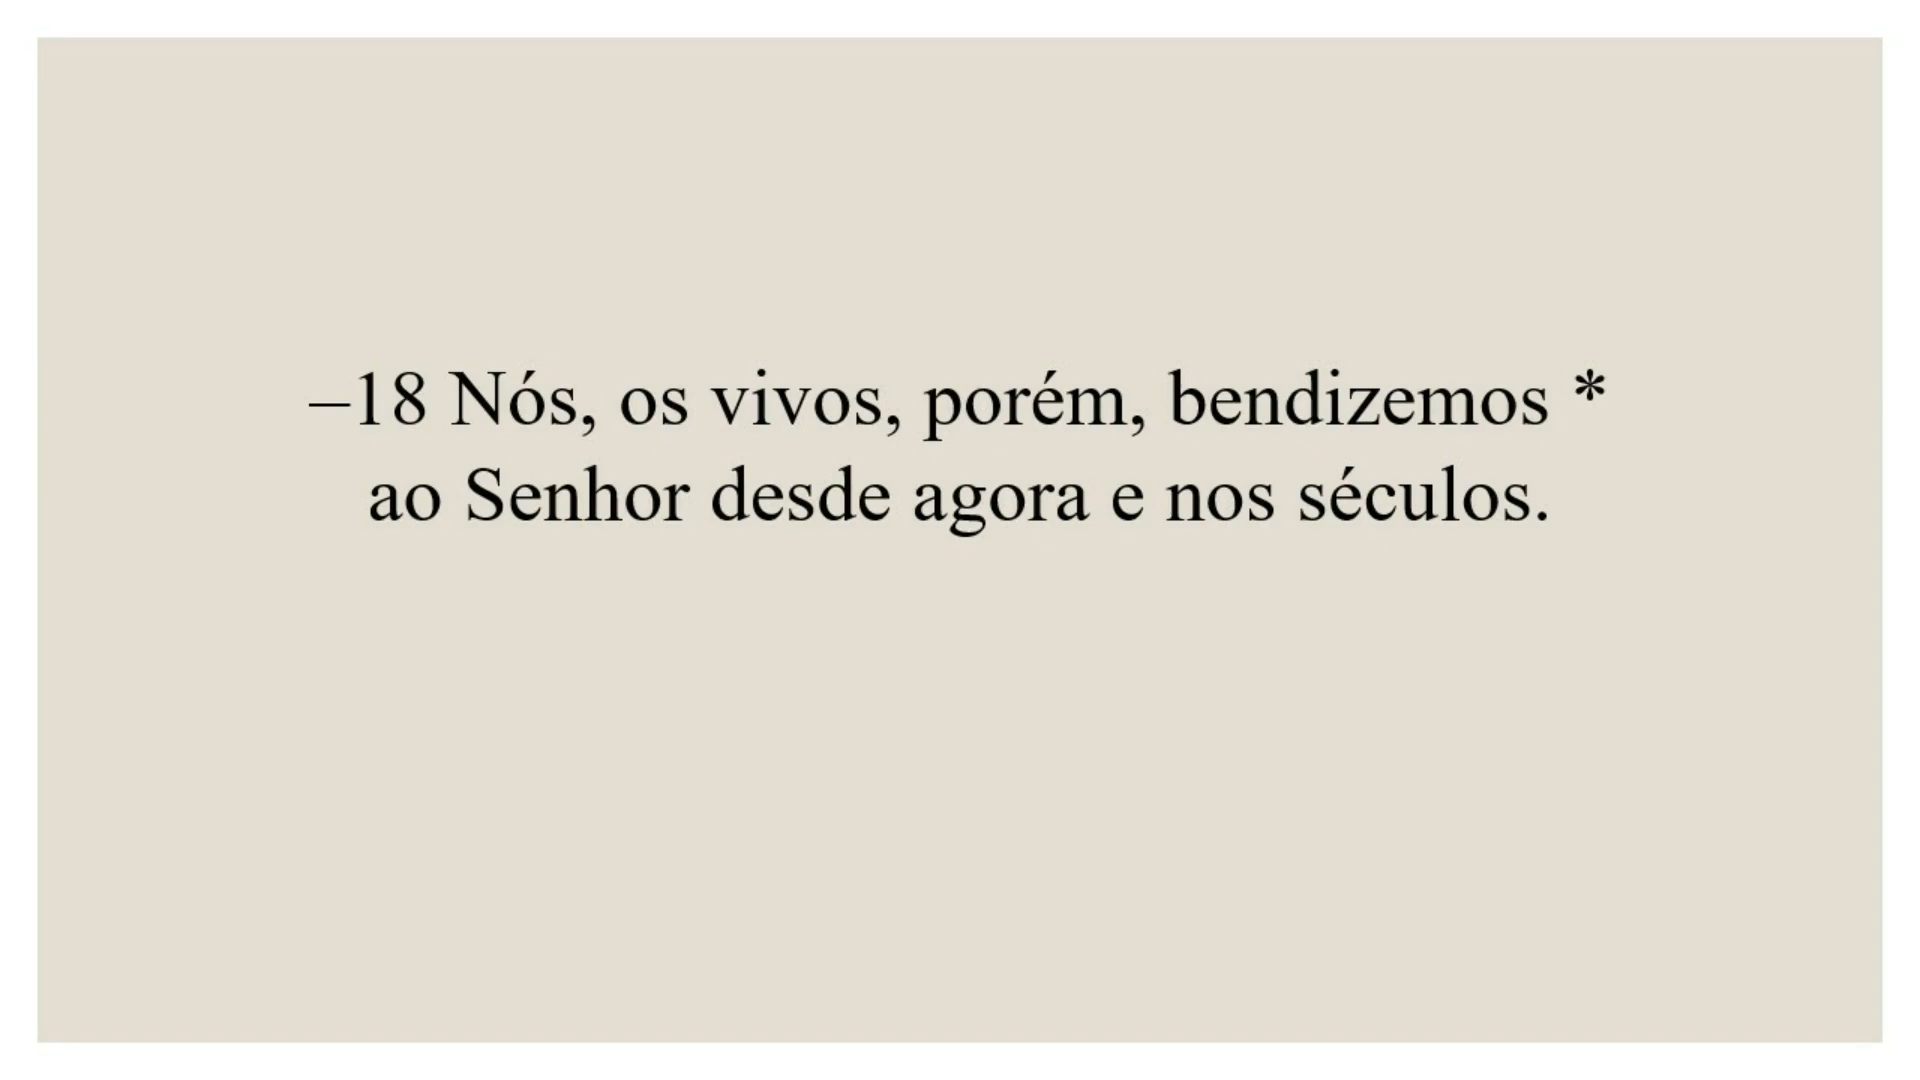 –18 Nós, os vivos, porém, bendizemos *
ao Senhor desde agora e nos séculos.